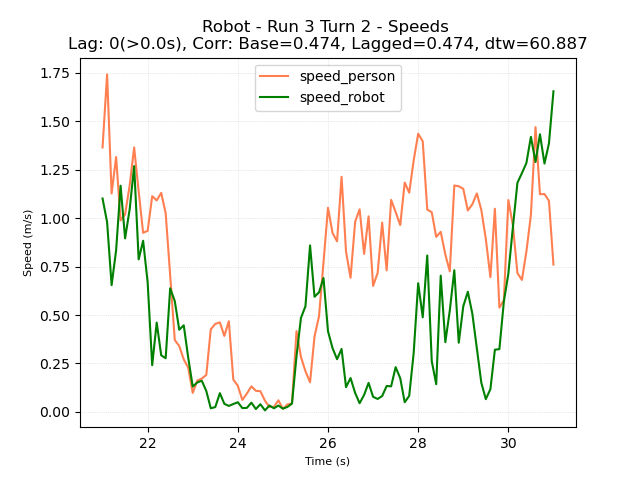 Robot - Run 3 Turn 2 - Speeds
Lag: 0(>0.0s), Corr: Base=0.474, Lagged=0.474, dtw=60.887
speed_person
speed_robot
Speed (m/s)
1.75
1.50
1.25
1.00
0.75
0.50
0.25
0.00
22
24
26
28
30
Time (s)